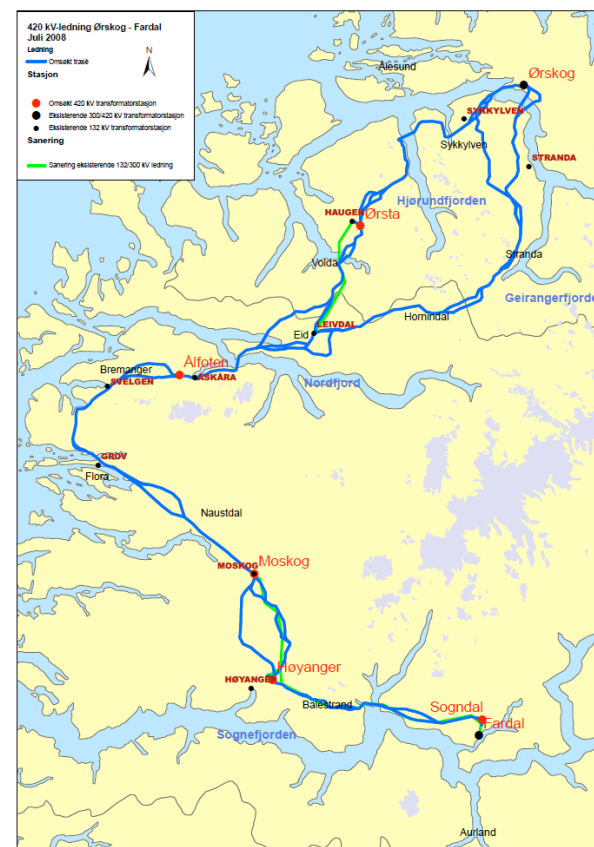 420 kV-ledning Ørskog - Fardal
Juli 2008
Ledning
N
Omsøkt trasé
Stasjon
Omsøkt 420 kV transformatorstasjon
Eksisterende 300/420 kV transformatorstasjon
Eksisterende 132 kV transformatorstasjon
Sanering
Sanering eksisterende 132/300 kV ledning
Ålesund
Ørskog
SYKKYLVEN
Sykkylven
STRANDA
Hjørundfjorden
HAUGEN
Ørsta
Volda
Stranda
Geirangerfjorde
Hornindal
LEIVDAL
Eid
Ålfoten
Bremanger
ÅSKÅRA
SVELGEN
Nordfjord
GROV
Flora
Naustdal
MOSKOG
Moskog
Høyanger
HØYANGER
Balestrand
Sogndal
Fardal
Sognefjorden
Aurland